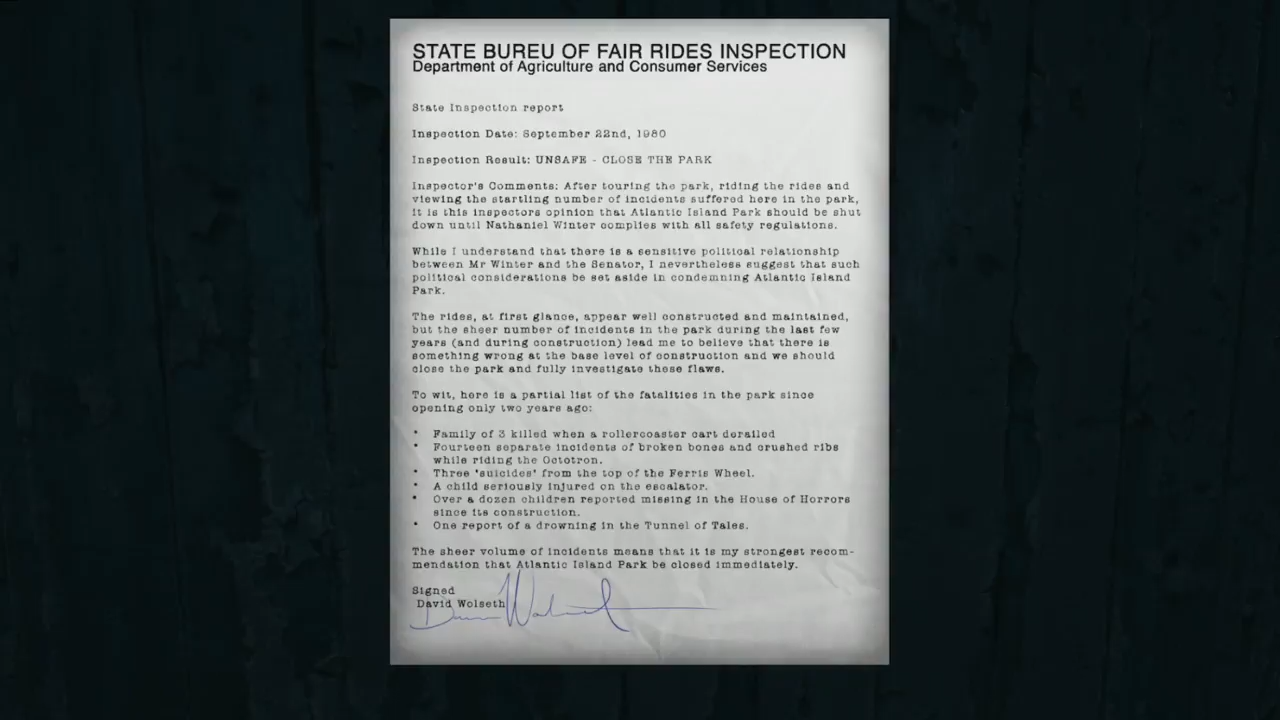 STATE BUREU OF FAIR RIDES INSPECTION
Department of Agriculture and Consumer Services
State Inspection report
Inspection Date: September 22nd, 1980
Inspection Result: UNSAFE - CLOSE THE PARK
Inspector's Comments: After touring the park, riding the rides and
viewing the startling number of incidents suffered here in the park,
it is this inspectors opinion that Atlantic Island Park should be shut
down until Nathaniel Winter complies with all safety regulations.
While I understand that there is a sensitive political relationship
between Mr Winter and the Senator, I nevertheless suggest that such
political considerations be set aside in condemning Atlantic Island
Park.
The rides, at first glance, appear well constructed and maintained,
but the sheer number of incidents in the park during the last few
years (and during construction) lead me to believe that there is
something wrong at the base level of construction and we should
close the park and fully investigate these flaws.
To wit, here is a partial list of the fatalities in the park since
opening only two years ago:
* Family of 3 killed when a rollercoaster cart derailed
* Fourteen separate incidents of broken bones and crushed ribs
while riding the Octotron.
* Three 'suicides' from the top of the Ferris Wheel.
* A child seriously injured on the escalator.
* Over a dozen children reported missing in the House of Horrors
since its construction.
* One report of a drowning in the Tunnel of Tales.
The sheer volume of incidents means that it is my strongest recom-
mendation that Atlantic Island Park be closed immediately.
Signed
David Wolseth